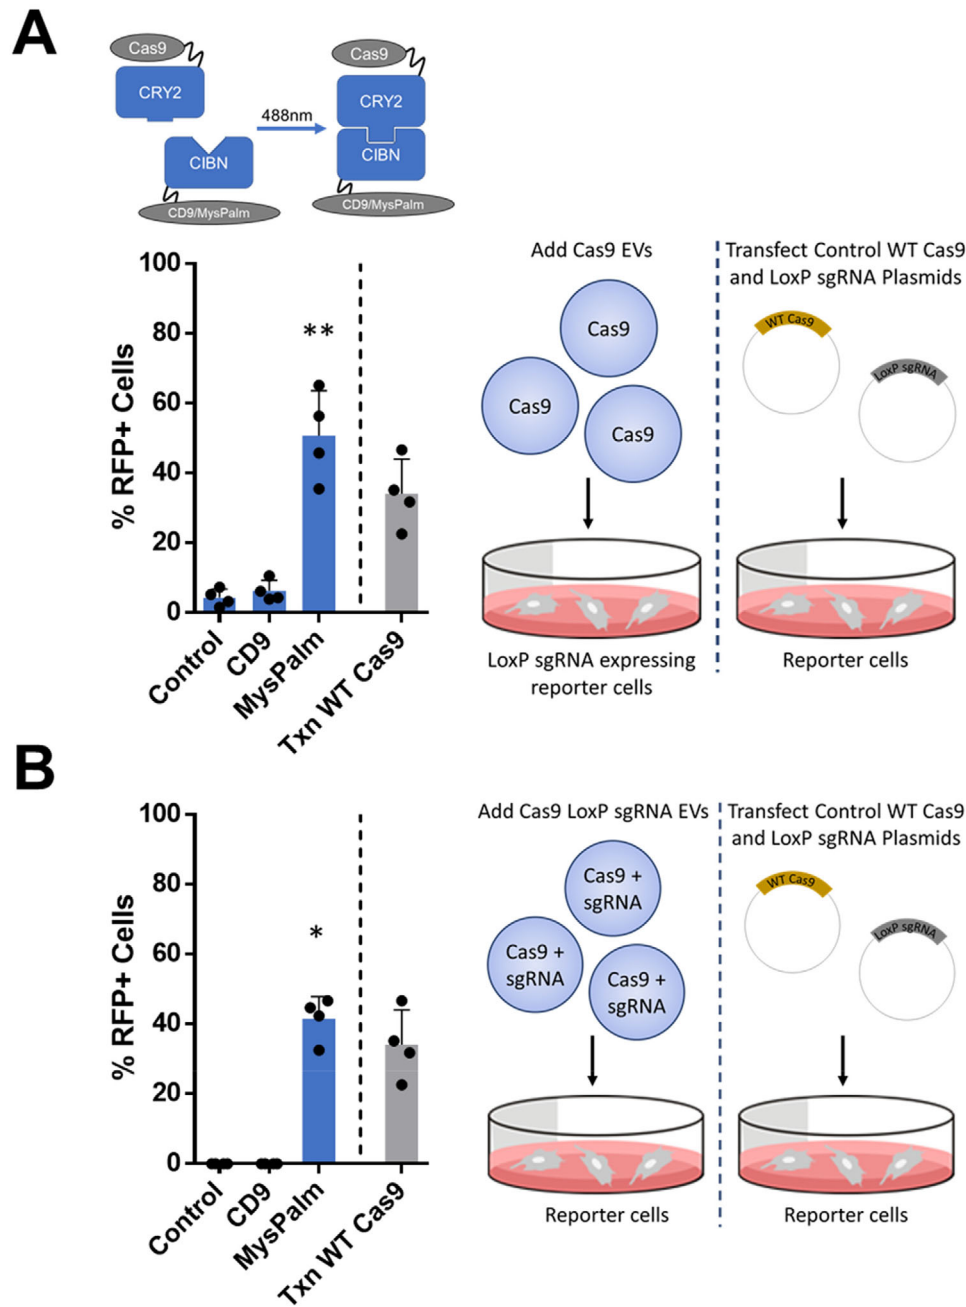 A
Cas9
CRY2
CIBN
CD9/MysPalm
488nm
Cas9
CRY2
CIBN
CD9/MysPalm
% RFP+ Cells
100
80
60
40
20
0
**
Control
CD9
MysPalm
Txn WT Cas9
Add Cas9 EVs
Cas9
Cas9
Cas9
LoxP sgRNA expressing
reporter cells
Transfect Control WT Cas9
and LoxP sgRNA Plasmids
WT Cas9
LoxP sgRNA
Reporter cells
B
% RFP+ Cells
100
80
60
40
20
0
*
Control
CD9
MysPalm
Txn WT Cas9
Add Cas9 LoxP sgRNA EVs
Cas9 +
sgRNA
Cas9 +
sgRNA
Cas9 +
sgRNA
Reporter cells
Transfect Control WT Cas9
and LoxP sgRNA Plasmids
WT Cas9
LoxP sgRNA
Reporter cells